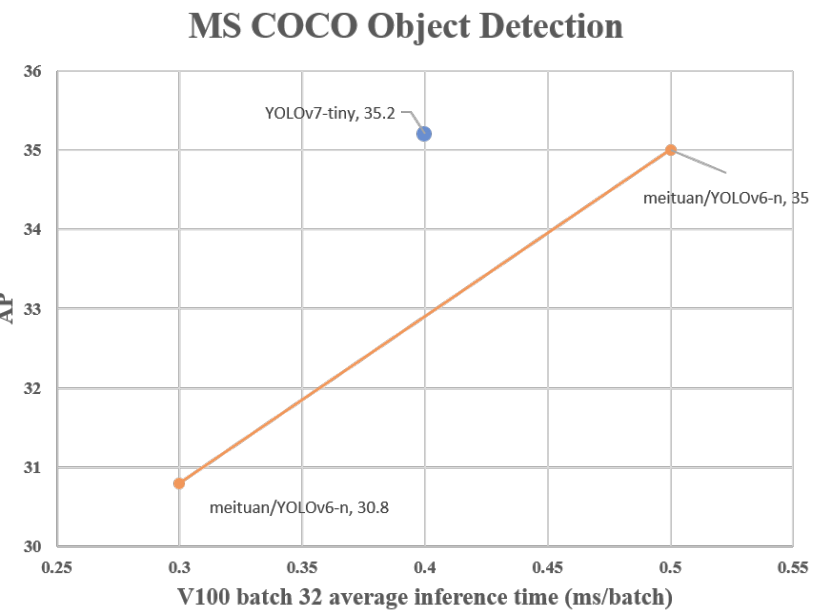 MS COCO Object Detection
36
YOLOv7-tiny, 35.2
35
meituan/YOLOv6-n, 35
34
33
AP
32
31
meituan/YOLOv6-n, 30.8
30
0.25 0.3 0.35 0.4 0.45 0.5 0.55
V100 batch 32 average inference time (ms/batch)